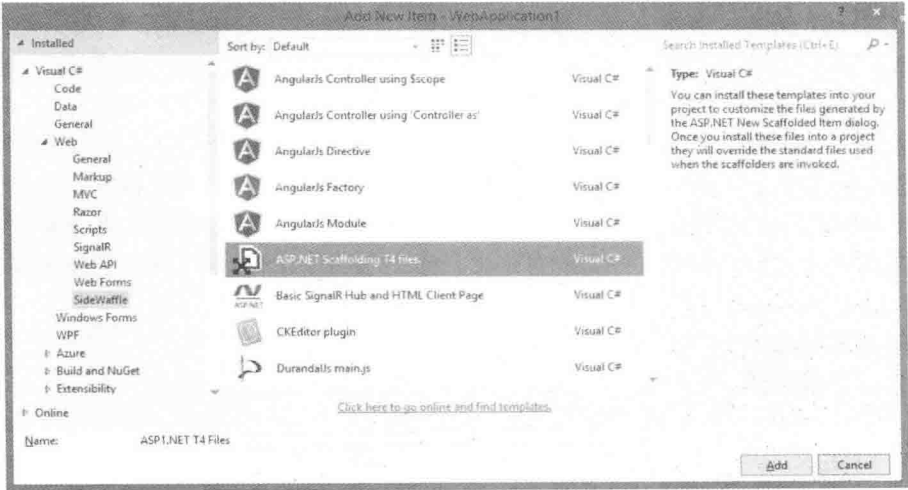 Add New Item - WebApplication1
? ×
Installed
Sort by: Default
Search Installed Templates (Ctrl+E)
Visual C#
Code
Data
General
Web
General
Markup
MVC
Razor
Scripts
SignalR
Web API
Web Forms
SideWaffle
Windows Forms
WPF
Azure
Build and NuGet
Extensibility
Online
AngularJs Controller using $scope Visual C#
AngularJs Controller using 'Controller as' Visual C#
AngularJs Directive Visual C#
AngularJs Factory Visual C#
AngularJs Module Visual C#
ASP.NET Scaffolding T4 files. Visual C#
ASP.NET
Basic SignalR Hub and HTML Client Page Visual C#
CKEditor plugin Visual C#
DurandalJs main.js Visual C#
Click here to go online and find templates.
Type: Visual C#
You can install these templates into your
project to customize the files generated by
the ASP.NET New Scaffolded Item dialog.
Once you install these files into a project
they will override the standard files used
when the scaffolders are invoked.
Name: ASP1.NET T4 Files
Add Cancel